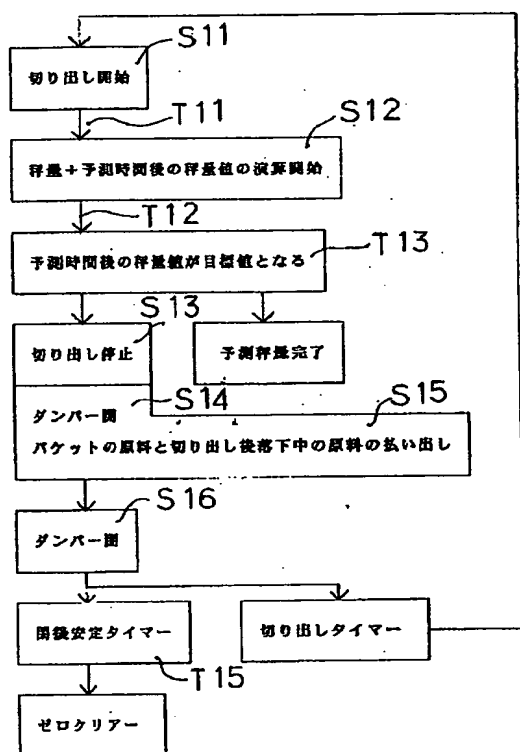 S11
切り出し開始
T11
S12
秤量+予測時間後の秤量値の演算開始
T12
予測時間後の秤量値が目標値となる
T13
S13
切り出し停止
予測秤量完了
S14
ダンパー開
S15
バケットの原料と切り出し後落下中の原料の払い出し
S16
ダンパー閉
閉後安定タイマー
切り出しタイマー
T15
ゼロクリアー